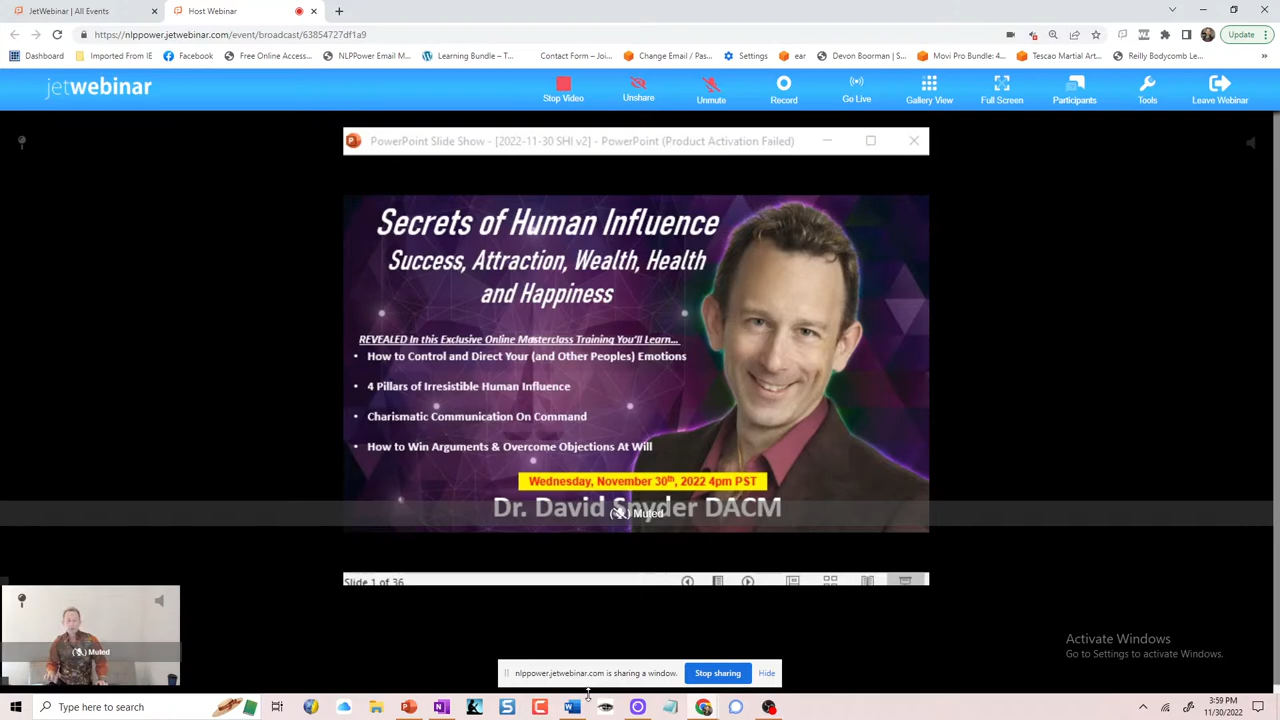 JetWebinar | All Events
Host Webinar
https://nlppower.jetwebinar.com/event/broadcast/63854727df1a9
Update
Dashboard
Imported From IE
Facebook
Free Online Access...
NLPPower Email M...
Learning Bundle – T...
Contact Form – Joi...
Change Email / Pas...
Settings
ear
Devon Boorman | S...
Movi Pro Bundle: 4...
Tescao Martial Art...
Reilly Bodycomb Le...
»
jetwebinar
Stop Video
Unshare
Unmute
Record
Go Live
Gallery View
Full Screen
Participants
Tools
Leave Webinar
PowerPoint Slide Show - [2022-11-30 SHI v2] - PowerPoint (Product Activation Failed)
Secrets of Human Influence
Success, Attraction, Wealth, Health
and Happiness
REVEALED In this Exclusive Online Masterclass Training You'll Learn...
• How to Control and Direct Your (and Other Peoples) Emotions
• 4 Pillars of Irresistible Human Influence
• Charismatic Communication On Command
• How to Win Arguments & Overcome Objections At Will
Wednesday, November 30th, 2022 4pm PST
Dr. David Snyder DACM
Muted
Slide 1 of 36
Muted
Activate Windows
Go to Settings to activate Windows.
nlppower.jetwebinar.com is sharing a window.
Stop sharing
Hide
Type here to search
3:59 PM
11/30/2022